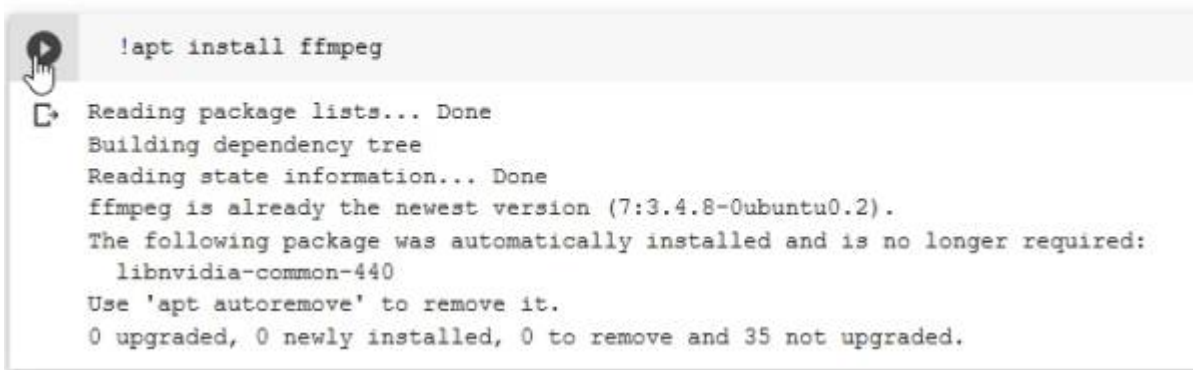 !apt install ffmpeg
Reading package lists... Done
Building dependency tree
Reading state information... Done
ffmpeg is already the newest version (7:3.4.8-0ubuntu0.2).
The following package was automatically installed and is no longer required:
  libnvidia-common-440
Use 'apt autoremove' to remove it.
0 upgraded, 0 newly installed, 0 to remove and 35 not upgraded.